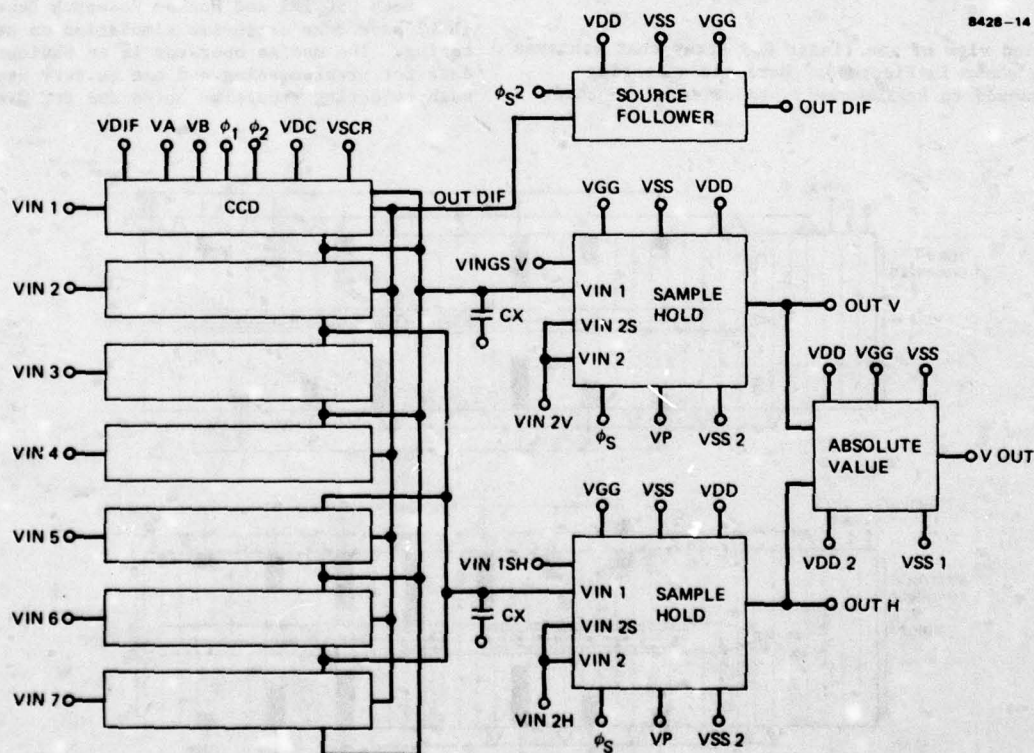 8428-14
VDD VSS VGG
φS2
SOURCE FOLLOWER
OUT DIF
VDIF VA VB φ1 φ2 VDC VSCR
VIN 1
CCD
OUT DIF
VGG VSS VDD
VINGS V
VIN 1
SAMPLE HOLD
VIN 2S
VIN 2
OUT V
CX
VIN 2V
φS VP VSS 2
VIN 2
VIN 3
VIN 4
VIN 5
VIN 6
VIN 7
VDD VGG VSS
ABSOLUTE VALUE
V OUT
VDD 2 VSS 1
VGG VSS VDD
VIN 1SH
VIN 1
SAMPLE HOLD
VIN 2S
VIN 2
OUT H
CX
VIN 2H
φS VP VSS 2